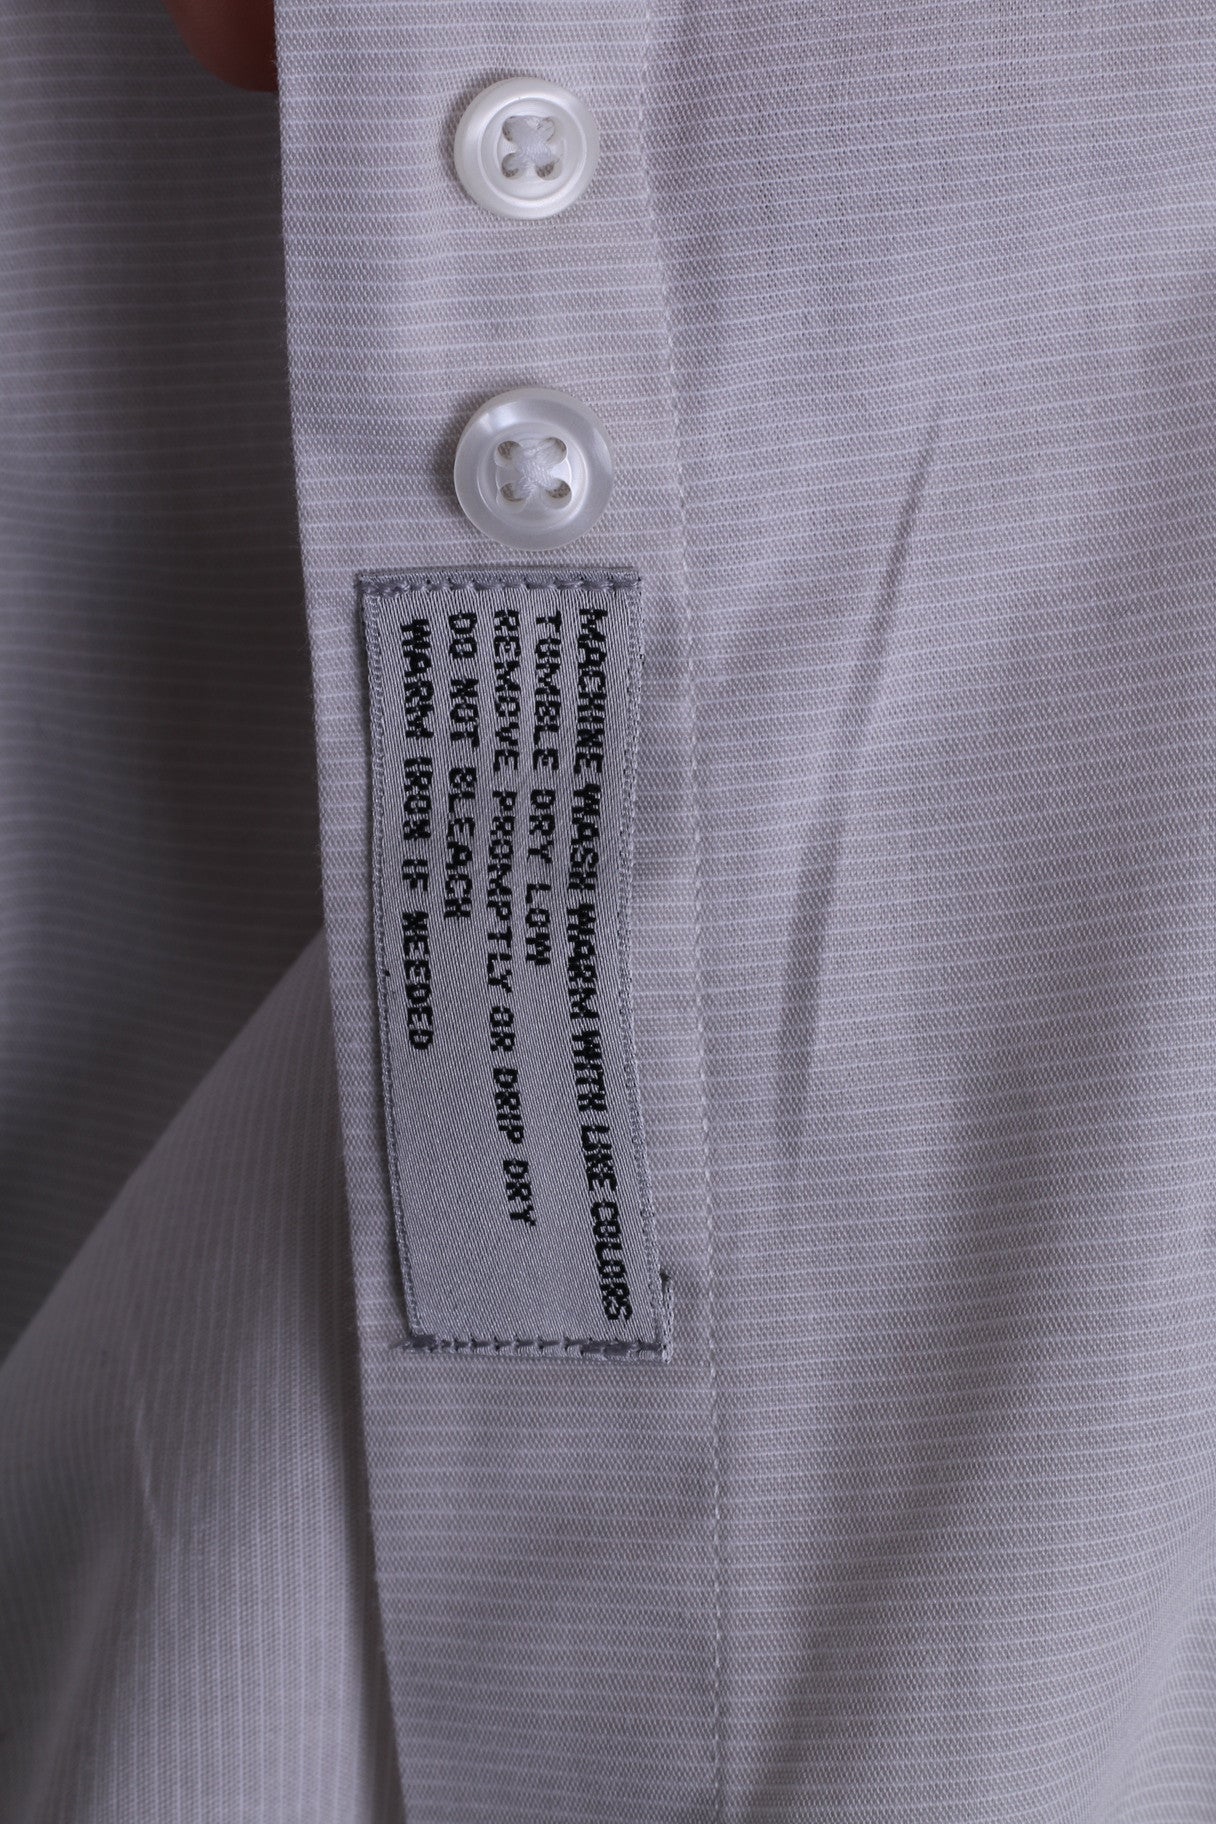 MACHINE WASH WARM WITH LIKE COLORS
TUMBLE DRY LOW
REMOVE PROMPTLY OR DRIP DRY
DO NOT BLEACH
WARM IRON IF NEEDED